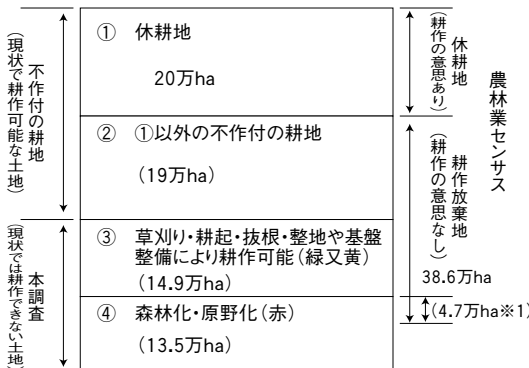 不作付の耕地
(現状で耕作可能な土地)
本調査
(現状では耕作できない土地)
① 休耕地
20万ha
② ①以外の不作付の耕地
(19万ha)
③ 草刈り・耕起・抜根・整地や基盤
整備により耕作可能(緑又黄)
(14.9万ha)
④ 森林化・原野化(赤)
(13.5万ha)
休耕地
(耕作の意思あり)
耕作放棄地
(耕作の意思なし)
38.6万ha
(4.7万ha※1)
農林業センサス